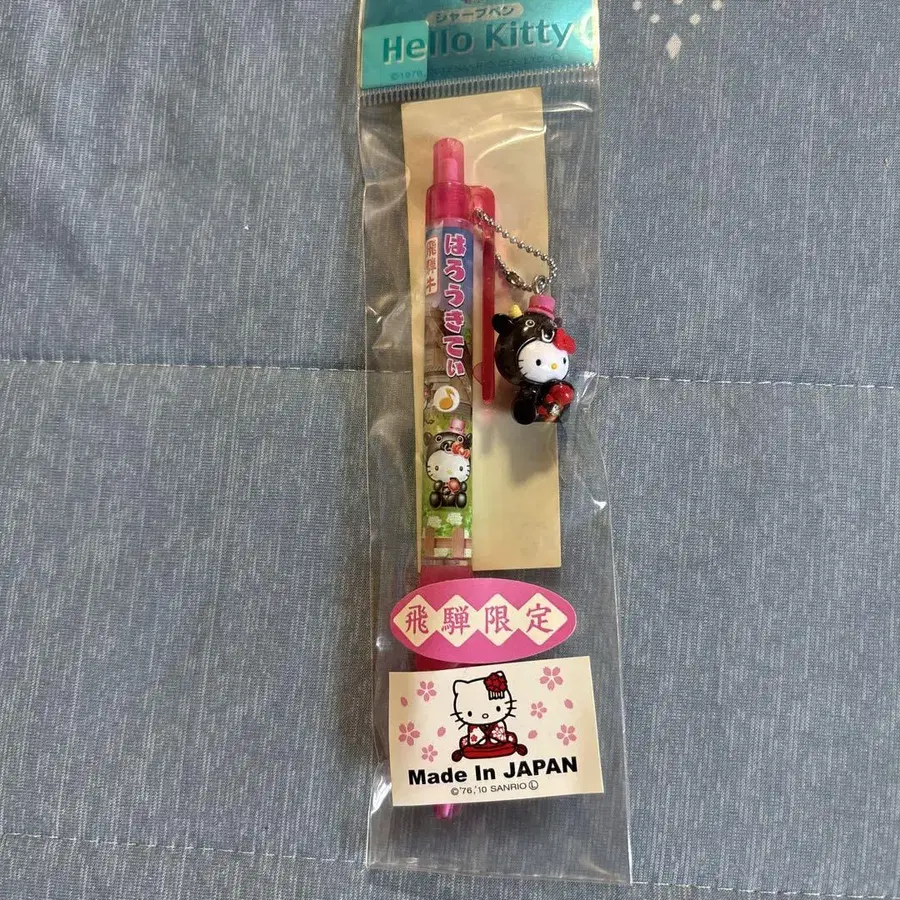 シャープペン
Hello Kitty
はろうきてぃ
飛騨牛
飛騨限定
Made In JAPAN
©'76,'10 SANRIO Ⓛ